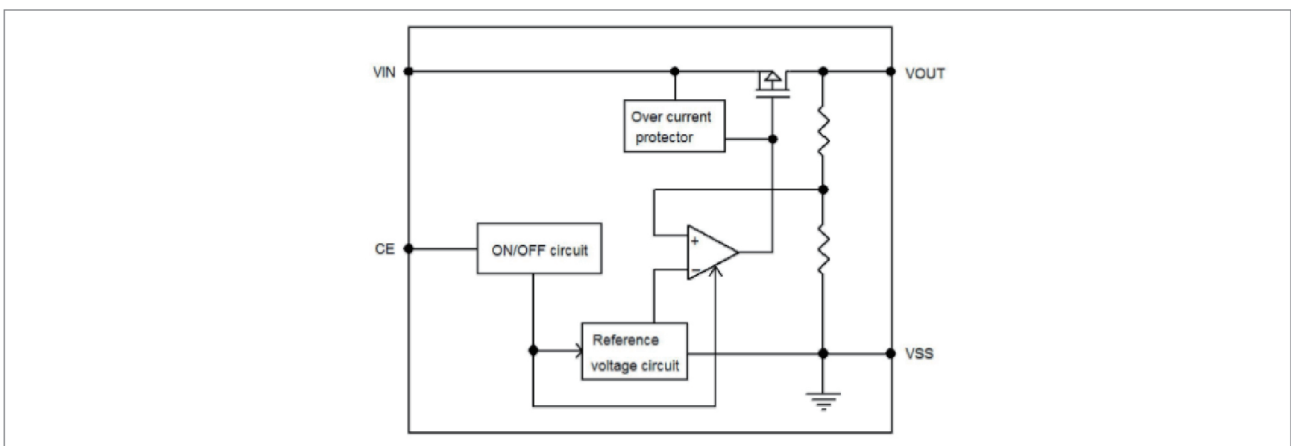 VIN
VOUT
Over current
protector
CE
ON/OFF circuit
+
−
Reference
voltage circuit
VSS